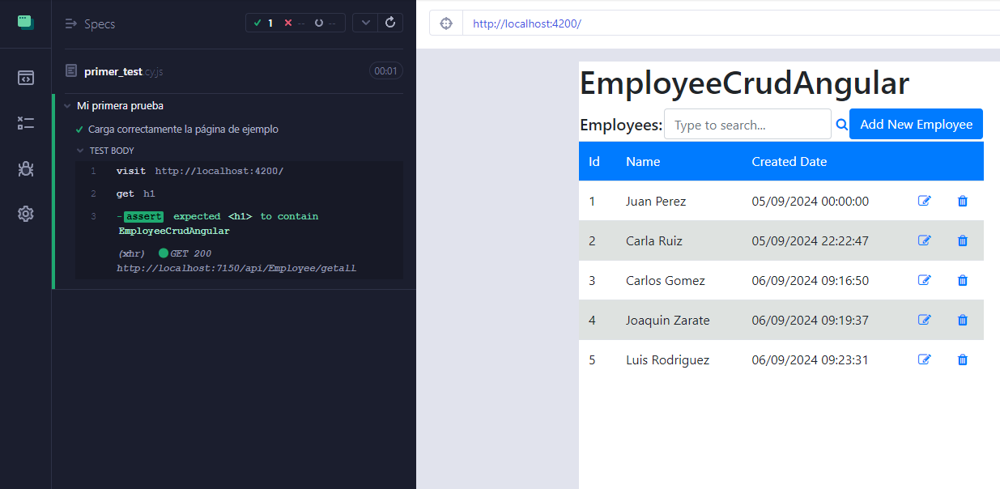 Specs
1 -- --
primer_test.cy.js 00:01
Mi primera prueba
Carga correctamente la página de ejemplo
TEST BODY
1 visit http://localhost:4200/
2 get h1
3 -assert expected <h1> to contain
EmployeeCrudAngular
(xhr) GET 200
http://localhost:7150/api/Employee/getall
http://localhost:4200/
EmployeeCrudAngular
Employees: Type to search... Add New Employee
Id Name Created Date
1 Juan Perez 05/09/2024 00:00:00
2 Carla Ruiz 05/09/2024 22:22:47
3 Carlos Gomez 06/09/2024 09:16:50
4 Joaquin Zarate 06/09/2024 09:19:37
5 Luis Rodriguez 06/09/2024 09:23:31